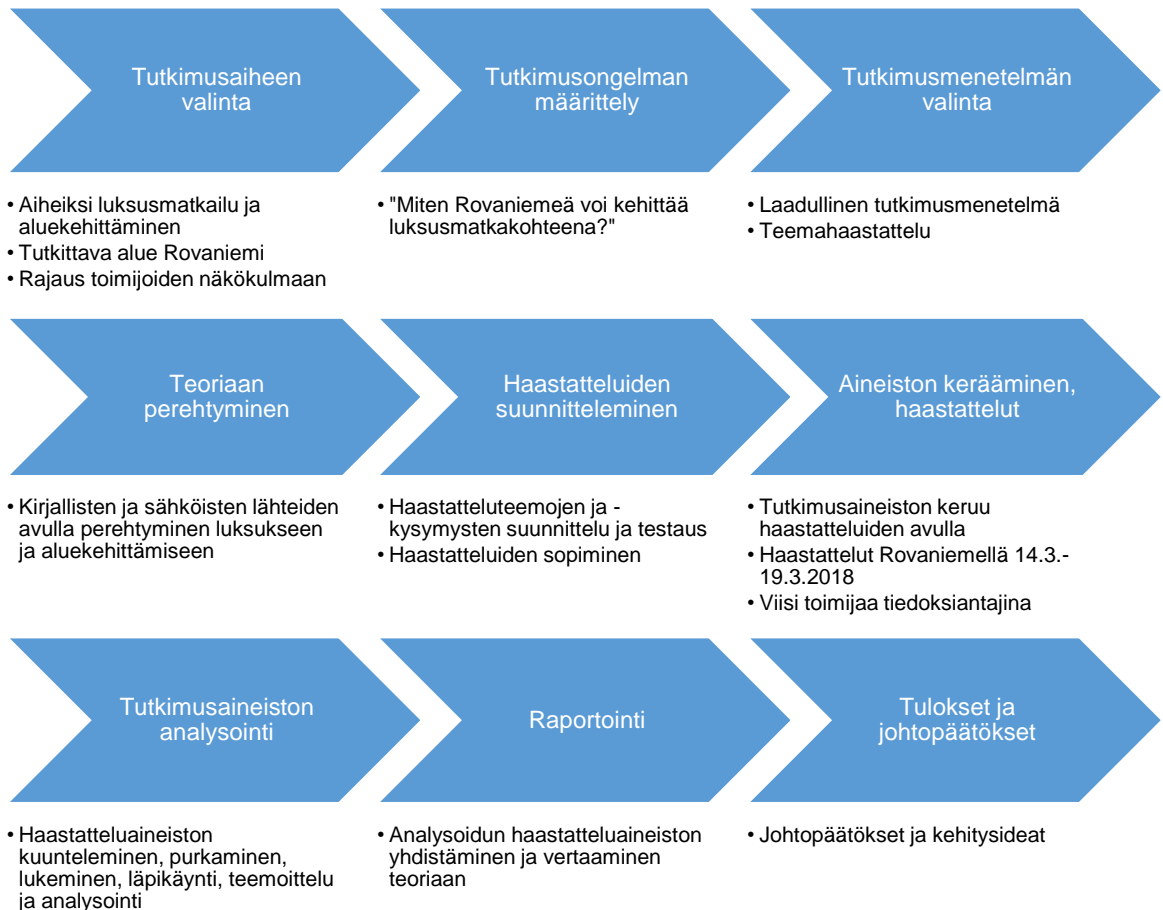 Tutkimusaiheen
valinta
• Aiheiksi luksusmatkailu ja
aluekehittäminen
• Tutkittava alue Rovaniemi
• Rajaus toimijoiden näkökulmaan
Tutkimusongelman
määrittely
• "Miten Rovaniemeä voi kehittää
luksusmatkakohteena?"
Tutkimusmenetelmän
valinta
• Laadullinen tutkimusmenetelmä
• Teemahaastattelu
Teoriaan
perehtyminen
• Kirjallisten ja sähköisten lähteiden
avulla perehtyminen luksukseen
ja aluekehittämiseen
Haastatteluiden
suunnitteleminen
• Haastatteluteemojen ja -
kysymysten suunnittelu ja testaus
• Haastatteluiden sopiminen
Aineiston kerääminen,
haastattelut
• Tutkimusaineiston keruu
haastatteluiden avulla
• Haastattelut Rovaniemellä 14.3.-
19.3.2018
• Viisi toimijaa tiedoksiantajina
Tutkimusaineiston
analysointi
• Haastatteluaineiston
kuunteleminen, purkaminen,
lukeminen, läpikäynti, teemoittelu
ja analysointi
Raportointi
• Analysoidun haastatteluaineiston
yhdistäminen ja vertaaminen
teoriaan
Tulokset ja
johtopäätökset
• Johtopäätökset ja kehitysideat